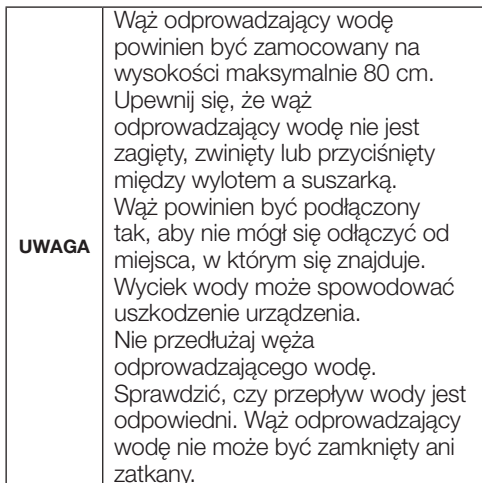 UWAGA
Wąż odprowadzający wodę
powinien być zamocowany na
wysokości maksymalnie 80 cm.
Upewnij się, że wąż
odprowadzający wodę nie jest
zagięty, zwinięty lub przyciśnięty
między wylotem a suszarką.
Wąż powinien być podłączony
tak, aby nie mógł się odłączyć od
miejsca, w którym się znajduje.
Wyciek wody może spowodować
uszkodzenie urządzenia.
Nie przedłużaj węża
odprowadzającego wodę.
Sprawdzić, czy przepływ wody jest
odpowiedni. Wąż odprowadzający
wodę nie może być zamknięty ani
zatkany.